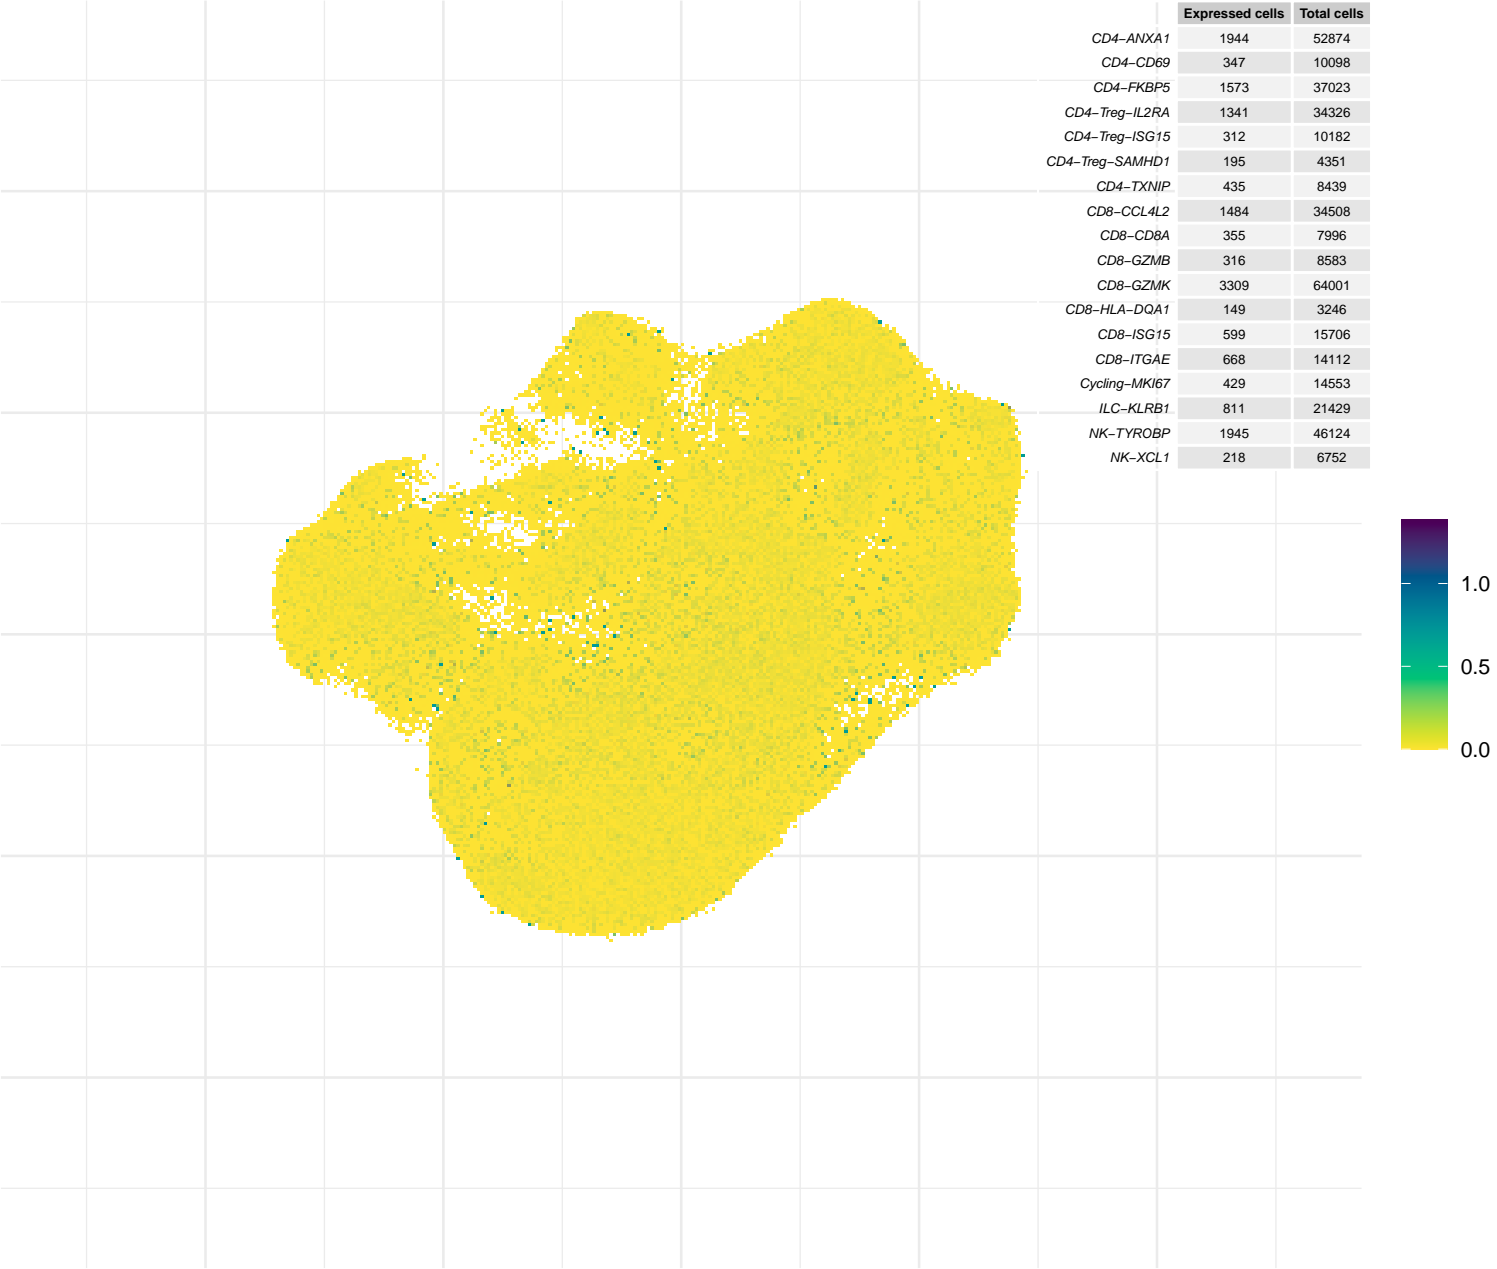 Expressed cells Total cells
CD4−ANXA1 1944 52874
CD4−CD69 347 10098
CD4−FKBP5 1573 37023
CD4−Treg−IL2RA 1341 34326
CD4−Treg−ISG15 312 10182
CD4−Treg−SAMHD1 195 4351
CD4−TXNIP 435 8439
CD8−CCL4L2 1484 34508
CD8−CD8A 355 7996
CD8−GZMB 316 8583
CD8−GZMK 3309 64001
CD8−HLA−DQA1 149 3246
CD8−ISG15 599 15706
CD8−ITGAE 668 14112
Cycling−MKI67 429 14553
ILC−KLRB1 811 21429
NK−TYROBP 1945 46124
NK−XCL1 218 6752
1.0
0.5
0.0